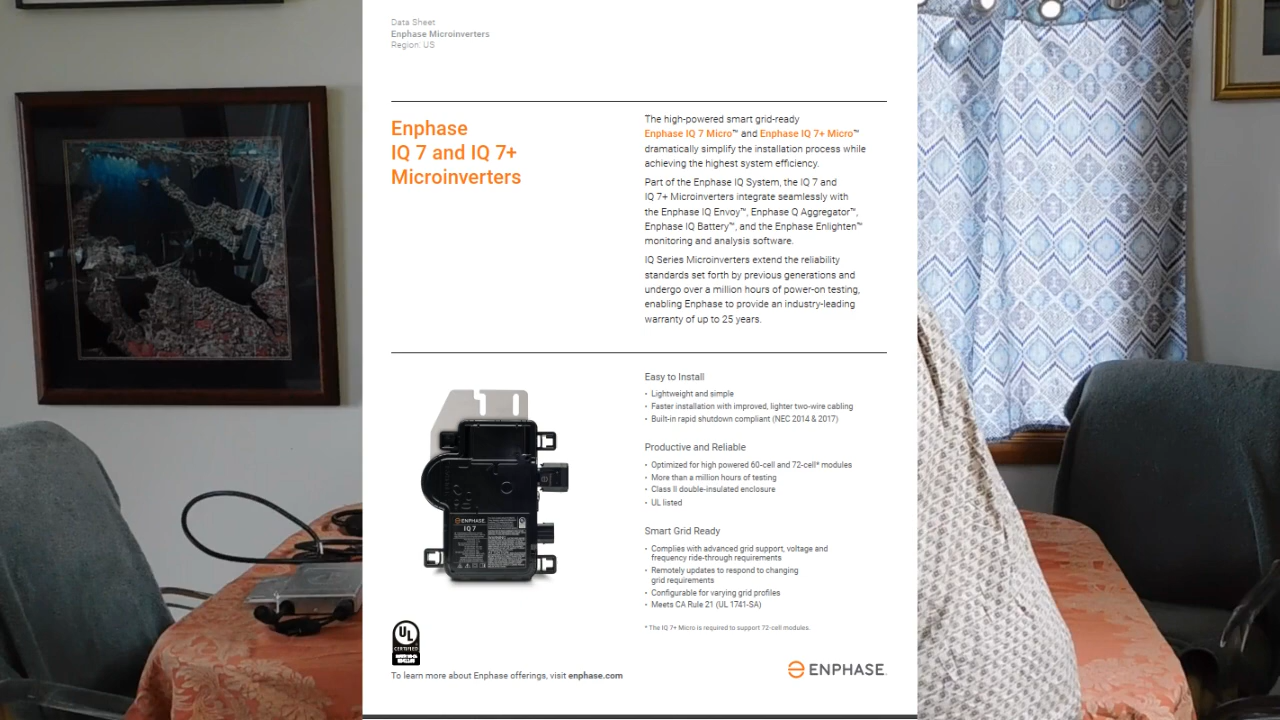 Data Sheet
Enphase Microinverters
Region: US
Enphase
IQ 7 and IQ 7+
Microinverters
The high-powered smart grid-ready
Enphase IQ 7 Micro™ and Enphase IQ 7+ Micro™
dramatically simplify the installation process while
achieving the highest system efficiency.
Part of the Enphase IQ System, the IQ 7 and
IQ 7+ Microinverters integrate seamlessly with
the Enphase IQ Envoy™, Enphase Q Aggregator™,
Enphase IQ Battery™, and the Enphase Enlighten™
monitoring and analysis software.
IQ Series Microinverters extend the reliability
standards set forth by previous generations and
undergo over a million hours of power-on testing,
enabling Enphase to provide an industry-leading
warranty of up to 25 years.
Easy to Install
• Lightweight and simple
• Faster installation with improved, lighter two-wire cabling
• Built-in rapid shutdown compliant (NEC 2014 & 2017)
Productive and Reliable
• Optimized for high powered 60-cell and 72-cell* modules
• More than a million hours of testing
• Class II double-insulated enclosure
• UL listed
Smart Grid Ready
• Complies with advanced grid support, voltage and
frequency ride-through requirements
• Remotely updates to respond to changing
grid requirements
• Configurable for varying grid profiles
• Meets CA Rule 21 (UL 1741-SA)
* The IQ 7+ Micro is required to support 72-cell modules.
ENPHASE.
IQ 7
UL
CERTIFIED
To learn more about Enphase offerings, visit enphase.com
ENPHASE.